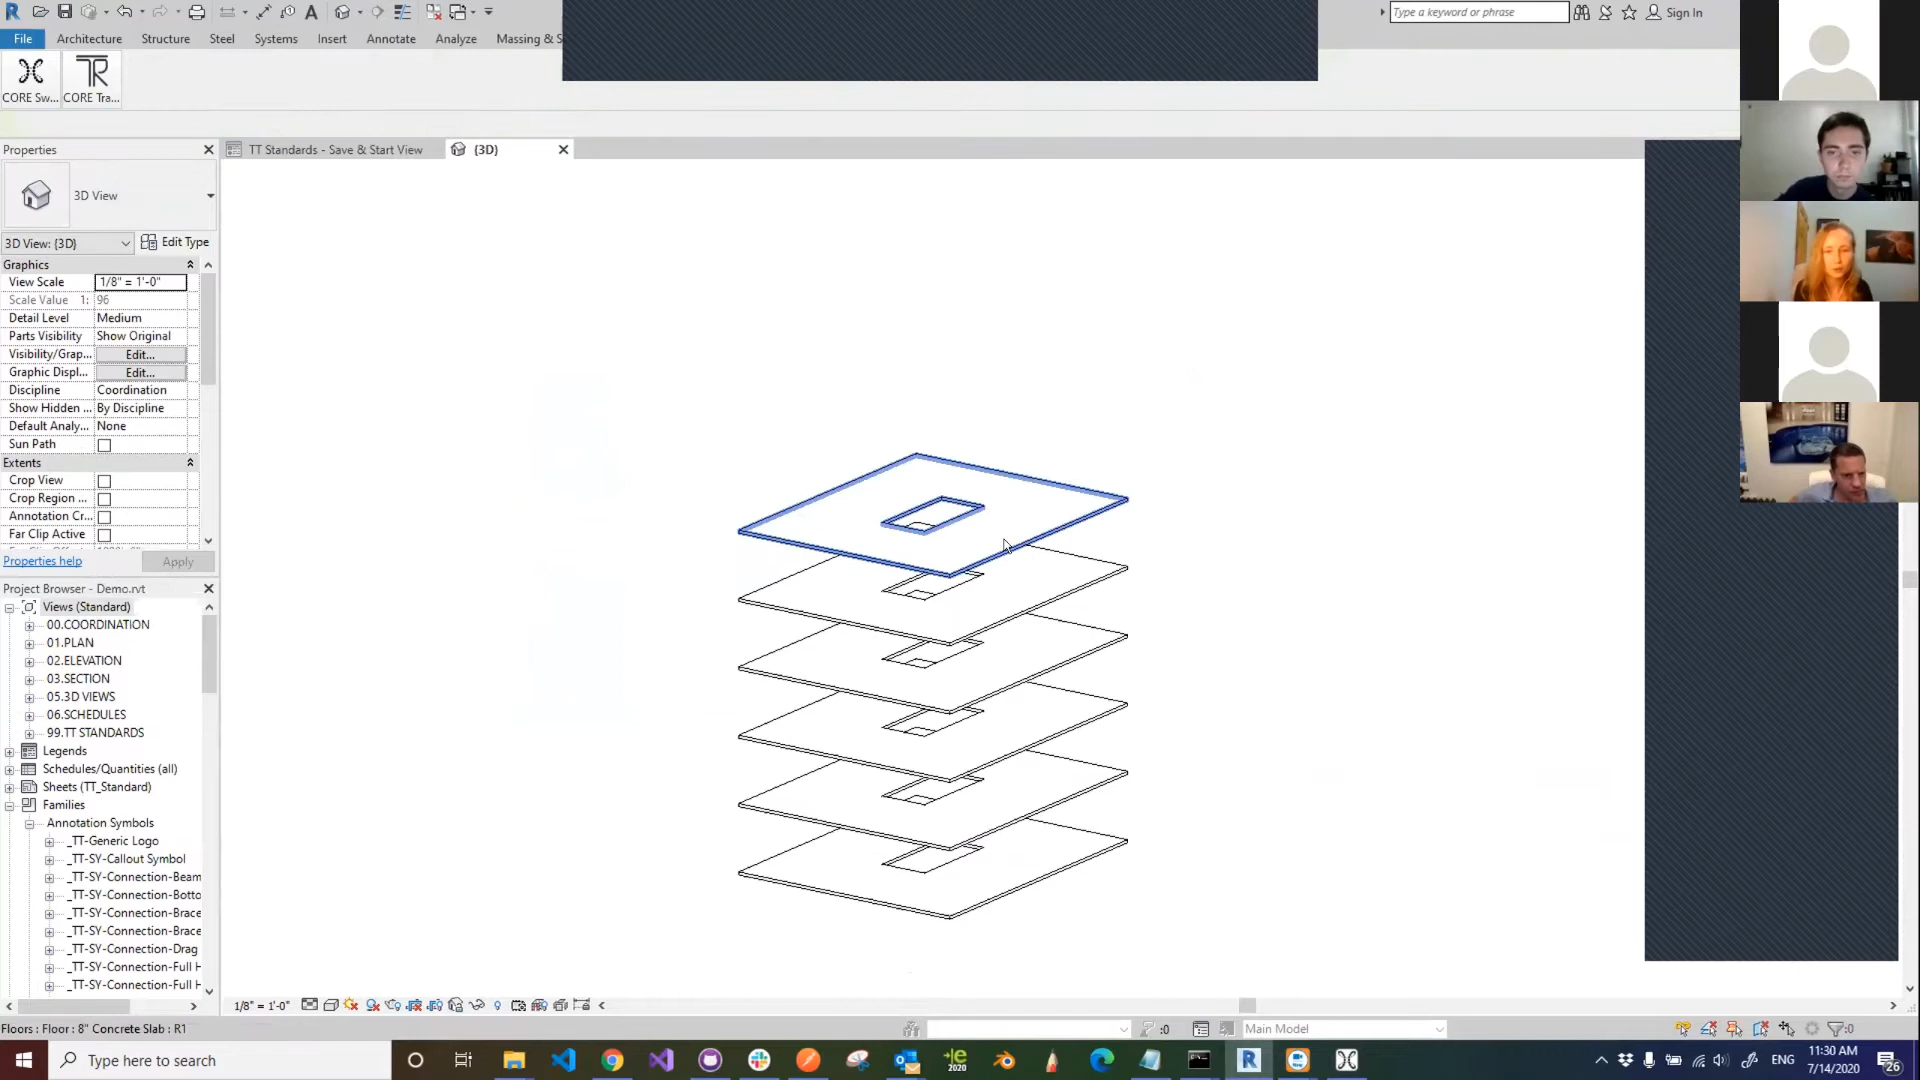 Type a keyword or phrase
Sign In
File Architecture Structure Steel Systems Insert Annotate Analyze Massing & S
CORE Sw... CORE Tra...
Properties
TT Standards - Save & Start View
{3D}
3D View
3D View: {3D}
Edit Type
Graphics
View Scale 1/8" = 1'-0"
Scale Value 1: 96
Detail Level Medium
Parts Visibility Show Original
Visibility/Grap... Edit...
Graphic Displ... Edit...
Discipline Coordination
Show Hidden ... By Discipline
Default Analy... None
Sun Path
Extents
Crop View
Crop Region ...
Annotation Cr...
Far Clip Active
Properties help
Apply
Project Browser - Demo.rvt
Views (Standard)
00.COORDINATION
01.PLAN
02.ELEVATION
03.SECTION
05.3D VIEWS
06.SCHEDULES
99.TT STANDARDS
Legends
Schedules/Quantities (all)
Sheets (TT_Standard)
Families
Annotation Symbols
_TT-Generic Logo
_TT-SY-Callout Symbol
_TT-SY-Connection-Beam
_TT-SY-Connection-Botto
_TT-SY-Connection-Brace
_TT-SY-Connection-Brace
_TT-SY-Connection-Drag
_TT-SY-Connection-Full H
_TT-SY-Connection-Full H
1/8" = 1'-0"
Floors : Floor : 8" Concrete Slab : R1
:0
Main Model
:0
Type here to search
2020
ENG
11:30 AM
7/14/2020
26